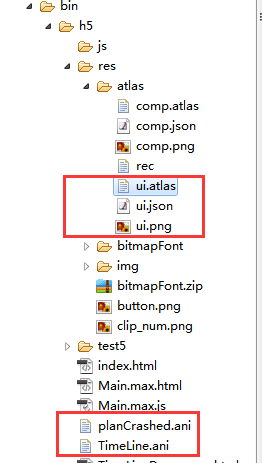 bin
h5
js
res
atlas
comp.atlas
comp.json
comp.png
rec
ui.atlas
ui.json
ui.png
bitmapFont
img
bitmapFont.zip
button.png
clip_num.png
test5
index.html
Main.max.html
Main.max.js
planCrashed.ani
TimeLine.ani